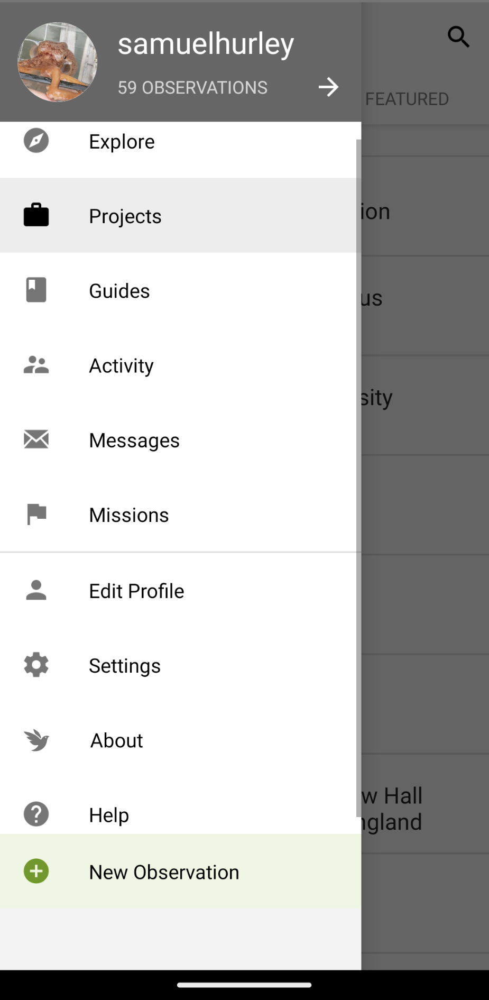 samuelhurley
59 OBSERVATIONS
FEATURED
Explore
Projects
ion
Guides
us
Activity
sity
Messages
Missions
Edit Profile
Settings
About
w Hall
Help
ngland
New Observation